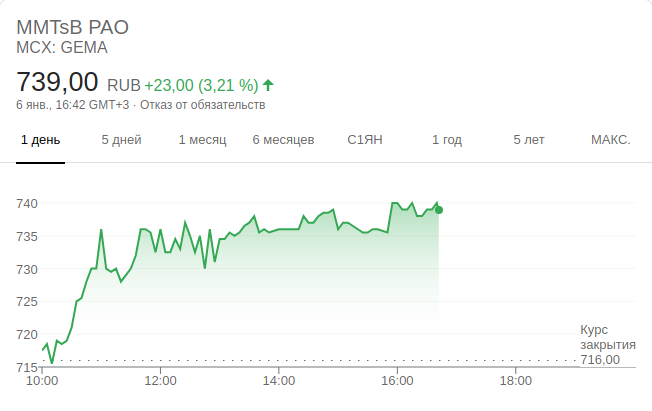 MMTsB PAO
MCX: GEMA
739,00 RUB +23,00 (3,21 %)
6 янв., 16:42 GMT+3 · Отказ от обязательств
1 день 5 дней 1 месяц 6 месяцев С1ЯН 1 год 5 лет МАКС.
740
735
730
725
720
715
Курс
закрытия
716,00
10:00 12:00 14:00 16:00 18:00